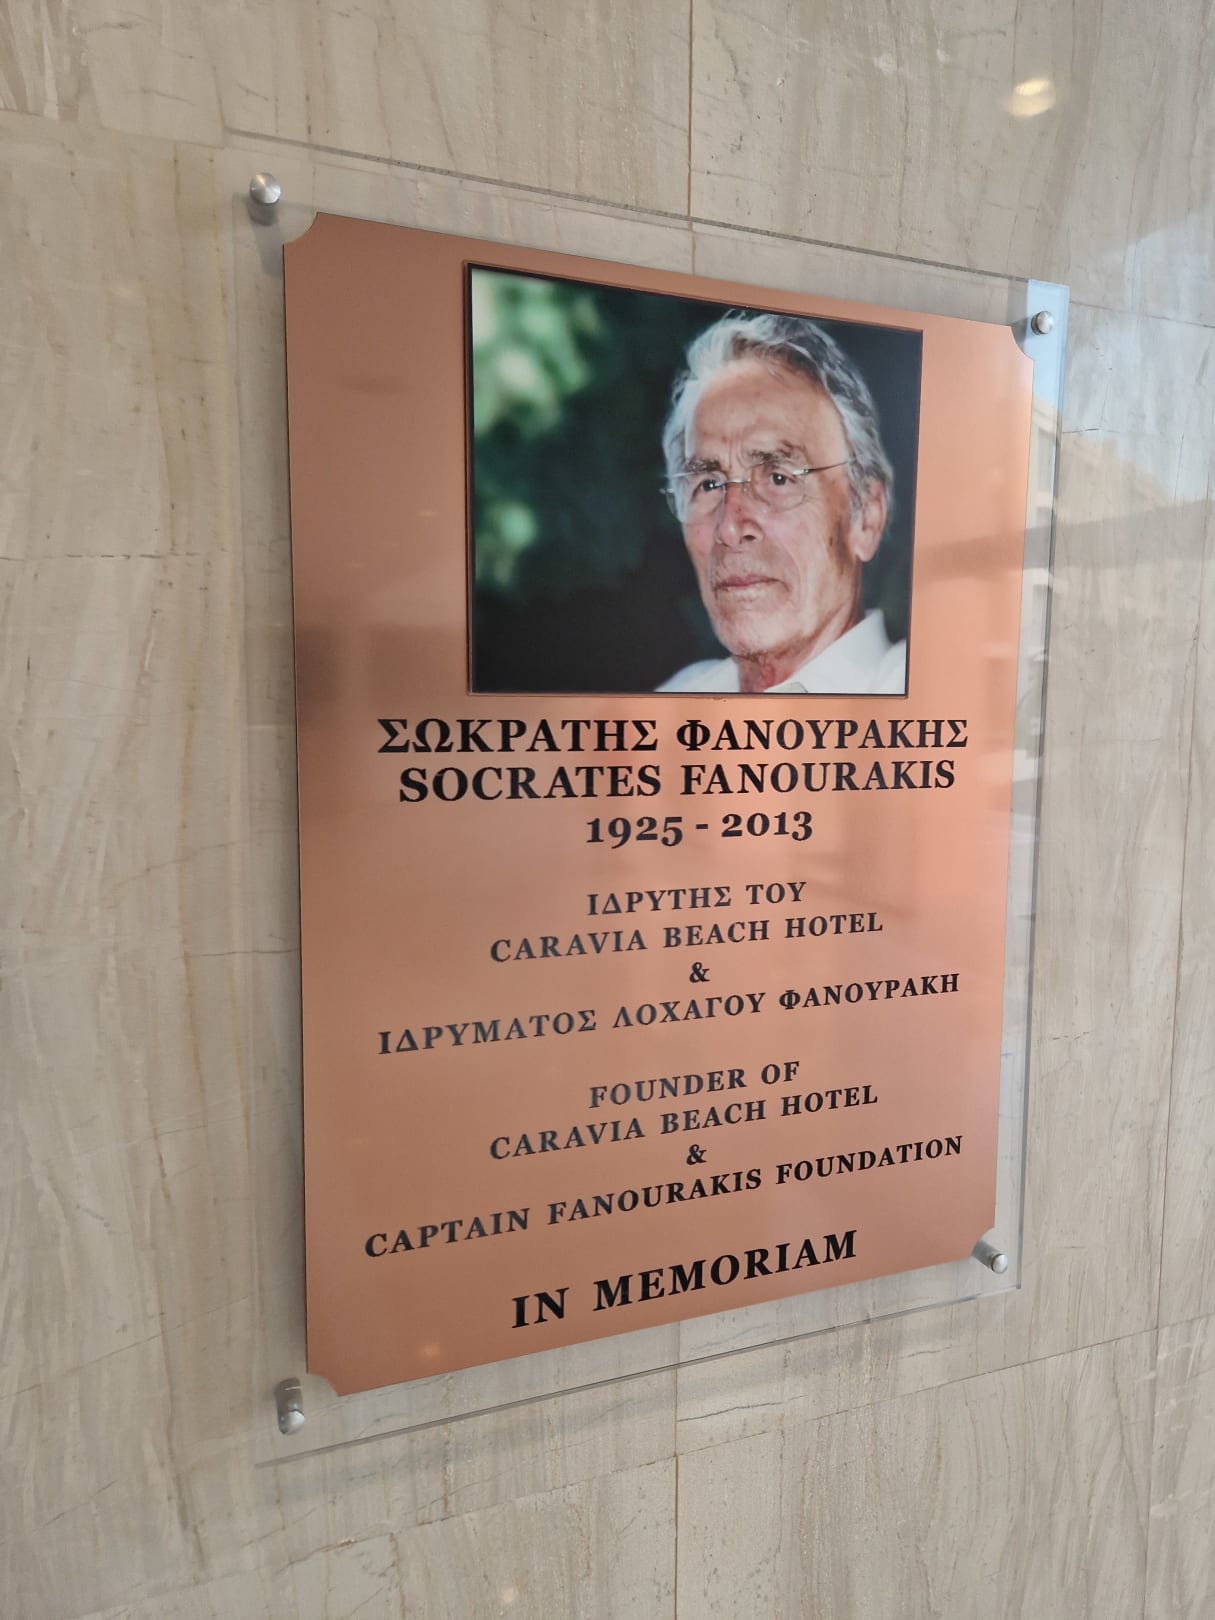 ΣΩΚΡΑΤΗΣ ΦΑΝΟΥΡΑΚΗΣ
SOCRATES FANOURAKIS
1925 - 2013
ΙΔΡΥΤΗΣ ΤΟΥ
CARAVIA BEACH HOTEL
&
ΙΔΡΥΜΑΤΟΣ ΛΟΧΑΓΟΥ ΦΑΝΟΥΡΑΚΗ
FOUNDER OF
CARAVIA BEACH HOTEL
&
CAPTAIN FANOURAKIS FOUNDATION
IN MEMORIAM